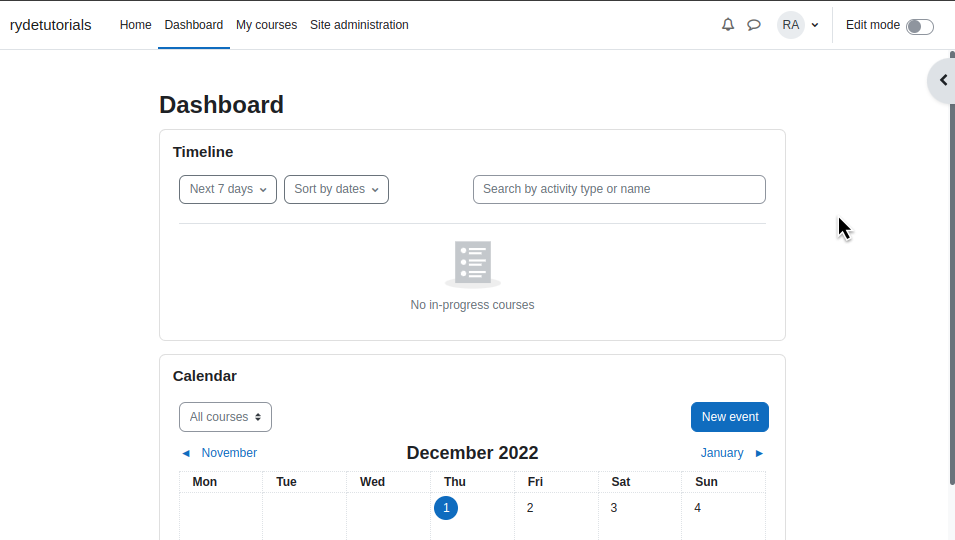 rydetutorials Home Dashboard My courses Site administration RA Edit mode
Dashboard
Timeline
Next 7 days Sort by dates Search by activity type or name
No in-progress courses
Calendar
All courses New event
◄ November December 2022 January ►
Mon Tue Wed Thu Fri Sat Sun
1 2 3 4